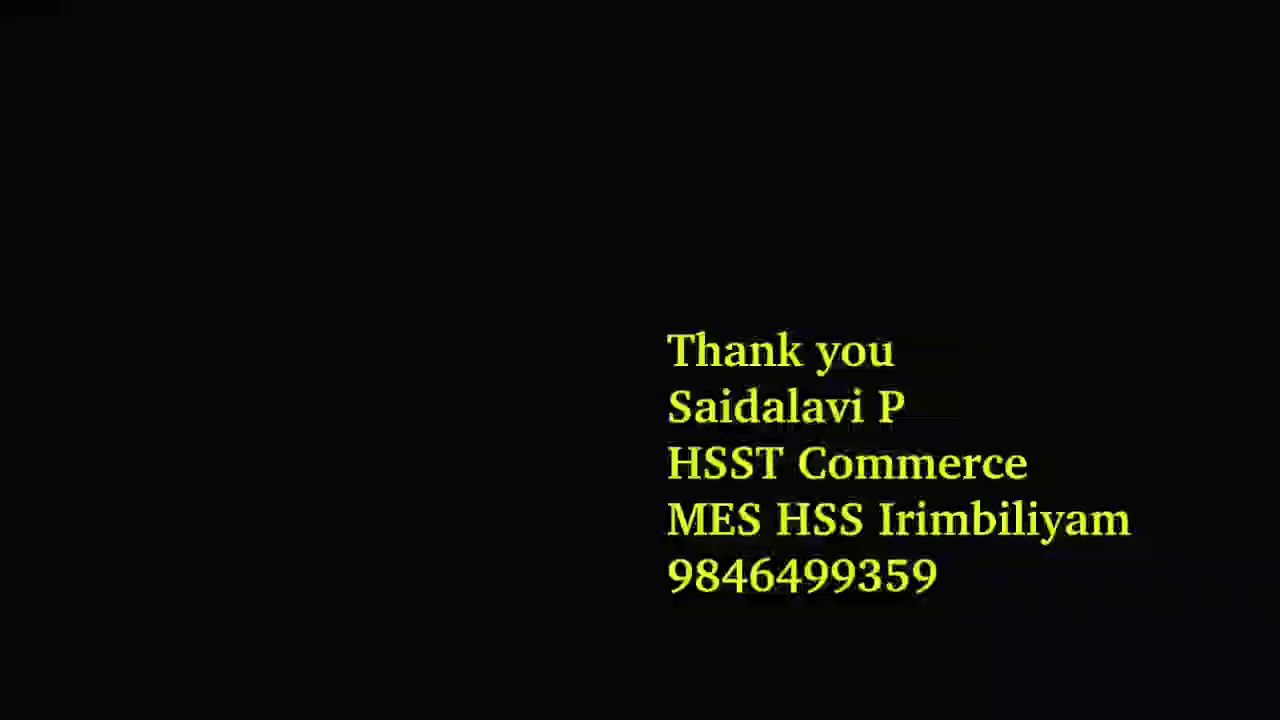 Thank you
Saidalavi P
HSST Commerce
MES HSS Irimbiliyam
9846499359